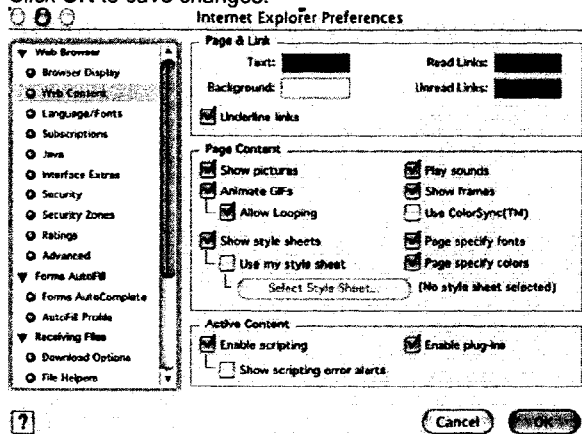 Click OK to save changes.
Internet Explorer Preferences
Web Browser
Browser Display
Web Content
Language/Fonts
Subscriptions
Java
Interface Extras
Security
Security Zones
Ratings
Advanced
Forms AutoFill
Forms AutoComplete
AutoFill Profile
Receiving Files
Download Options
File Helpers
Page & Link
Text:
Read Links:
Background:
Unread Links:
Underline links
Page Content
Show pictures
Play sounds
Animate GIFs
Show frames
Allow Looping
Use ColorSync(TM)
Show style sheets
Page specify fonts
Use my style sheet
Page specify colors
Select Style Sheet...
(No style sheet selected)
Active Content
Enable scripting
Enable plug-ins
Show scripting error alerts
?
Cancel
OK